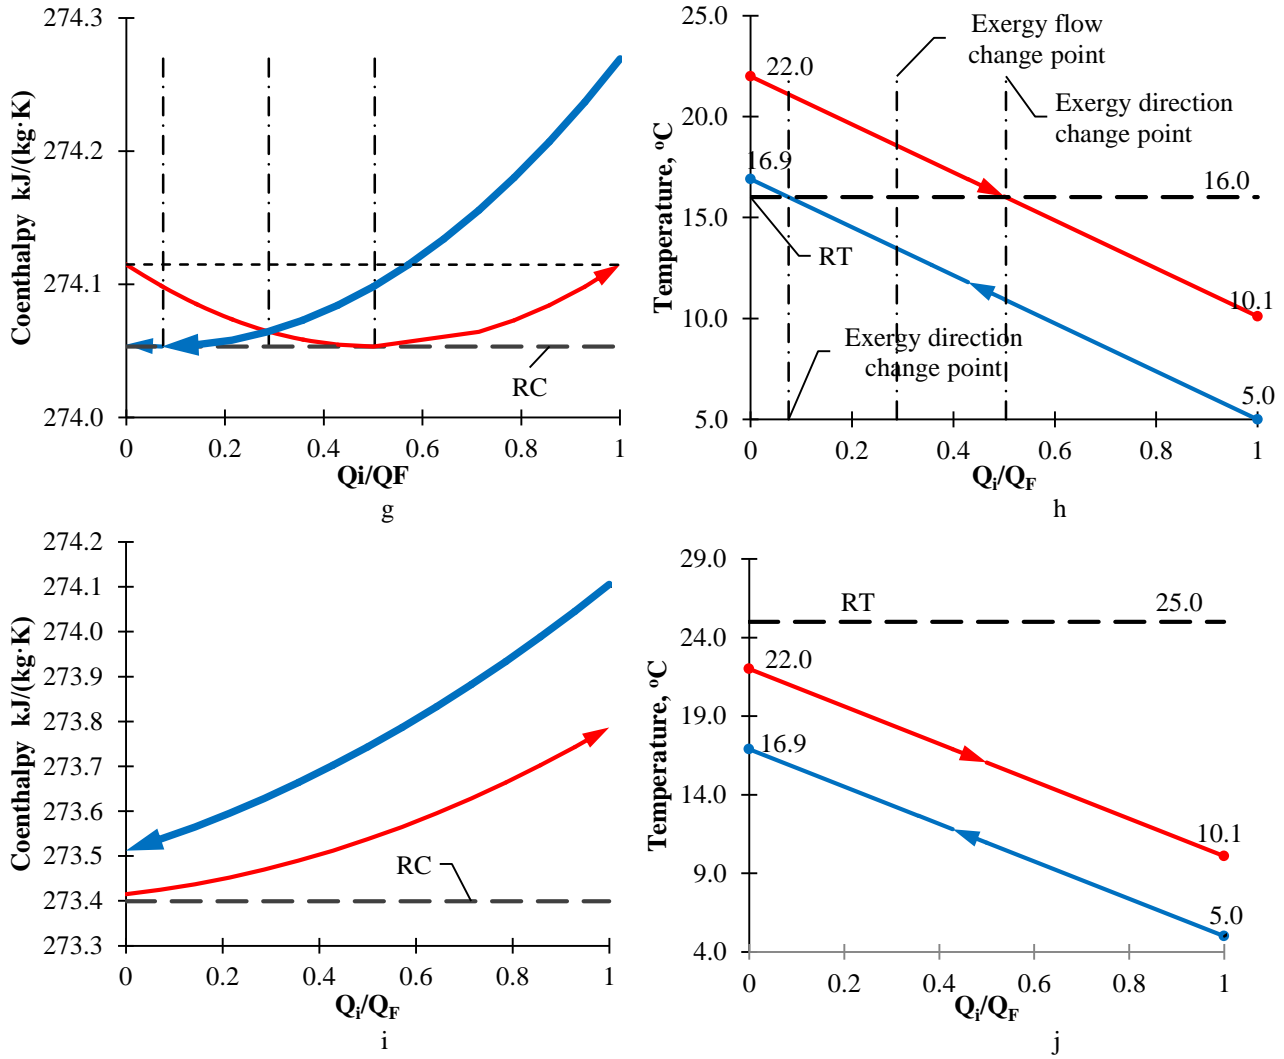 274.3
274.2
274.1
274.0
Coenthalpy kJ/(kg·K)
RC
0
0.2
0.4
0.6
0.8
1
Qi/QF
g
25.0
20.0
15.0
10.0
5.0
Temperature, ºC
Exergy flow
change point
Exergy direction
change point
22.0
16.9
16.0
RT
10.1
Exergy direction
change point
5.0
0
0.2
0.4
0.6
0.8
1
Qi/QF
h
274.2
274.1
274.0
273.9
273.8
273.7
273.6
273.5
273.4
273.3
Coenthalpy kJ/(kg·K)
RC
0
0.2
0.4
0.6
0.8
1
Qi/QF
i
29.0
24.0
19.0
14.0
9.0
4.0
Temperature, ºC
RT
25.0
22.0
16.9
10.1
5.0
0
0.2
0.4
0.6
0.8
1
Qi/QF
j